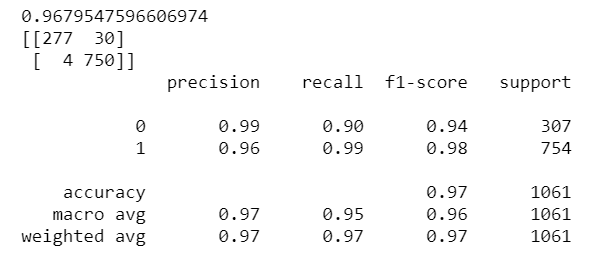 0.9679547596606974
[[277  30]
 [  4 750]]
              precision    recall  f1-score   support

           0       0.99      0.90      0.94       307
           1       0.96      0.99      0.98       754

    accuracy                           0.97      1061
   macro avg       0.97      0.95      0.96      1061
weighted avg       0.97      0.97      0.97      1061